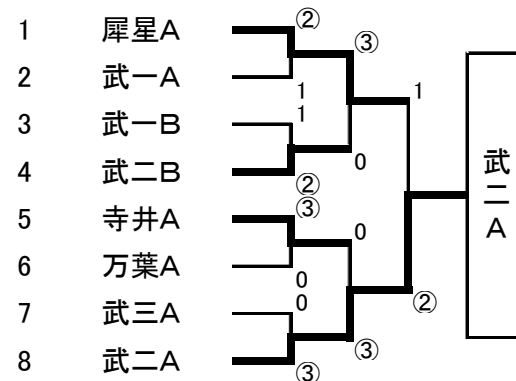 1 犀星A ②
③
2 武一A 1 1
3 武一B 1
4 武二B 0
②
5 寺井A ③ 0
6 万葉A 0
7 武三A 0 ②
8 武二A ③ ③
武二A